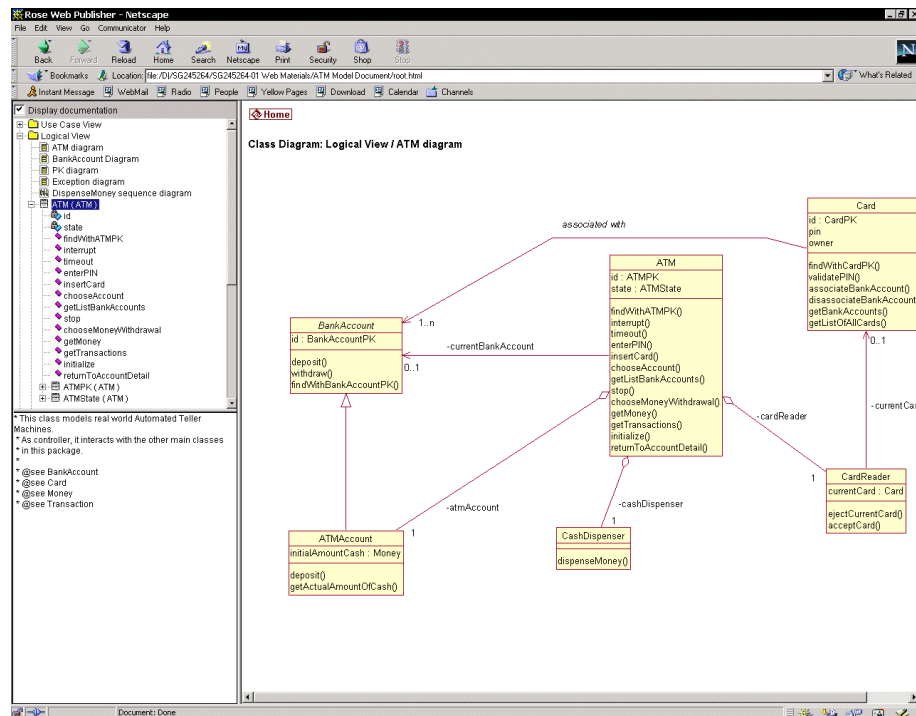 Rose Web Publisher - Netscape
File Edit View Go Communicator Help
Back Forward Reload Home Search Netscape Print Security Shop Stop
Bookmarks Location: file:/D|/SG245264/SG245264-01 Web Materials/ATM Model Document/root.html What's Related
Instant Message WebMail Radio People Yellow Pages Download Calendar Channels
Display documentation
Use Case View
Logical View
ATM diagram
BankAccount Diagram
PK diagram
Exception diagram
DispenseMoney sequence diagram
ATM ( ATM )
id
state
findWithATMPK
interrupt
timeout
enterPIN
insertCard
chooseAccount
getListBankAccounts
stop
chooseMoneyWithdrawal
getMoney
getTransactions
initialize
returnToAccountDetail
ATMPK ( ATM )
ATMState ( ATM )
* This class models real world Automated Teller
Machines.
* As controller, it interacts with the other main classes
* in this package.
*
* @see BankAccount
* @see Card
* @see Money
* @see Transaction
Home
Class Diagram: Logical View / ATM diagram
associated with
Card
id : CardPK
pin
owner
findWithCardPK()
validatePIN()
associateBankAccount()
disassociateBankAccount
getBankAccounts()
getListOfAllCards()
0..1
ATM
id : ATMPK
state : ATMState
findWithATMPK()
interrupt()
timeout()
enterPIN()
insertCard()
chooseAccount()
getListBankAccounts()
stop()
chooseMoneyWithdrawal()
getMoney()
getTransactions()
initialize()
returnToAccountDetail()
BankAccount
id : BankAccountPK
deposit()
withdraw()
findWithBankAccountPK()
1..n
-currentBankAccount
0..1
-cardReader
-currentCar
1
CardReader
currentCard : Card
ejectCurrentCard()
acceptCard()
-atmAccount
1
-cashDispenser
1
ATMAccount
initialAmountCash : Money
deposit()
getActualAmountOfCash()
CashDispenser
dispenseMoney()
Document: Done